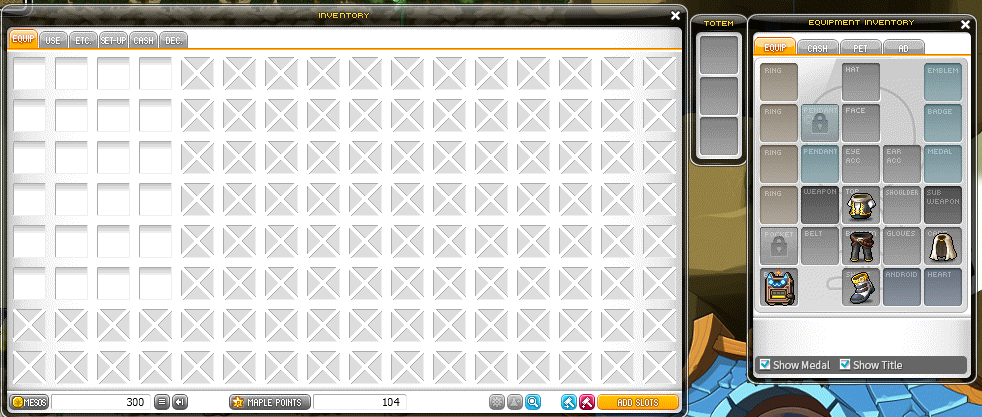 INVENTORY
EQUIP USE ETC. SET-UP CASH DEC.
MESOS 300 MAPLE POINTS 104 ADD SLOTS
TOTEM
EQUIPMENT INVENTORY
EQUIP CASH PET AD
RING HAT EMBLEM
RING PENDANT FACE BADGE
RING PENDANT EYE ACC EAR ACC MEDAL
RING WEAPON TOP SHOULDER SUB WEAPON
POCKET BELT GLOVES
ANDROID HEART
Show Medal Show Title